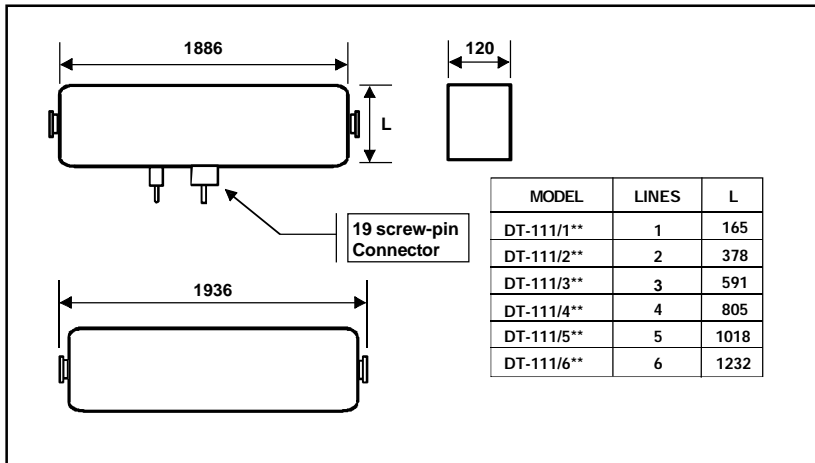 1886
120
L
19 screw-pin
Connector
MODEL LINES L
DT-111/1** 1 165
DT-111/2** 2 378
DT-111/3** 3 591
DT-111/4** 4 805
DT-111/5** 5 1018
DT-111/6** 6 1232
1936